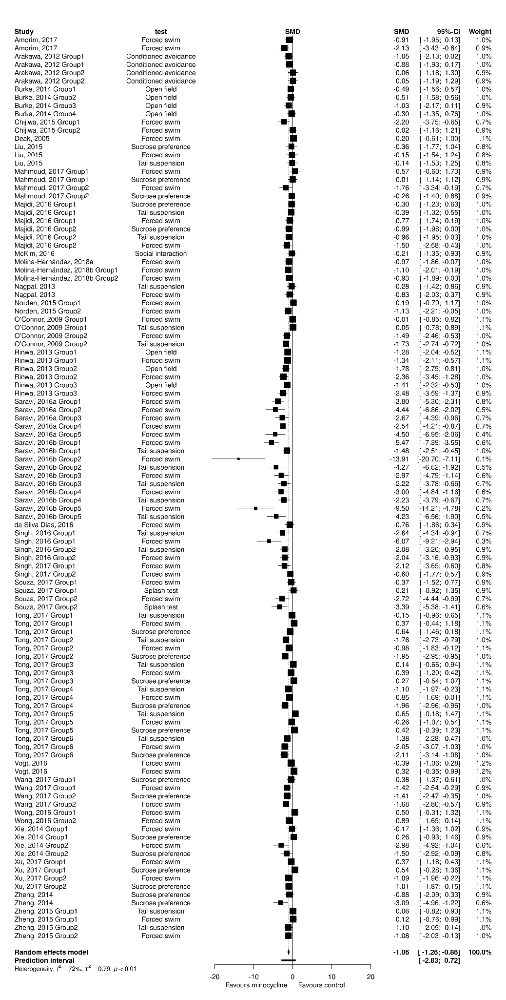 Study test SMD SMD 95%-CI Weight
Amorim, 2017 Forced swim -0.91 [ -1.95; 0.13] 1.0%
Amorim, 2017 Forced swim -2.13 [ -3.43; -0.84] 0.9%
Arakawa, 2012 Group1 Conditioned avoidance -1.05 [ -2.13; 0.02] 1.0%
Arakawa, 2012 Group1 Conditioned avoidance -0.88 [ -1.93; 0.17] 1.0%
Arakawa, 2012 Group2 Conditioned avoidance 0.06 [ -1.18; 1.30] 0.9%
Arakawa, 2012 Group2 Conditioned avoidance 0.05 [ -1.19; 1.29] 0.9%
Burke, 2014 Group1 Open field -0.49 [ -1.56; 0.57] 1.0%
Burke, 2014 Group2 Open field -0.51 [ -1.58; 0.56] 1.0%
Burke, 2014 Group3 Open field -1.03 [ -2.17; 0.11] 0.9%
Burke, 2014 Group4 Open field -0.30 [ -1.35; 0.76] 1.0%
Chijiwa, 2015 Group1 Forced swim -2.20 [ -3.75; -0.65] 0.7%
Chijiwa, 2015 Group2 Forced swim 0.02 [ -1.16; 1.21] 0.9%
Deak, 2005 Forced swim 0.20 [ -0.61; 1.00] 1.1%
Liu, 2015 Sucrose preference -0.36 [ -1.77; 1.04] 0.8%
Liu, 2015 Forced swim -0.15 [ -1.54; 1.24] 0.8%
Liu, 2015 Tail suspension -0.14 [ -1.53; 1.25] 0.8%
Mahmoud, 2017 Group1 Forced swim 0.57 [ -0.60; 1.73] 0.9%
Mahmoud, 2017 Group1 Sucrose preference -0.01 [ -1.14; 1.12] 0.9%
Mahmoud, 2017 Group2 Forced swim -1.76 [ -3.34; -0.19] 0.7%
Mahmoud, 2017 Group2 Sucrose preference -0.26 [ -1.40; 0.88] 0.9%
Majidi, 2016 Group1 Sucrose preference -0.30 [ -1.23; 0.63] 1.0%
Majidi, 2016 Group1 Tail suspension -0.39 [ -1.32; 0.55] 1.0%
Majidi, 2016 Group1 Forced swim -0.77 [ -1.74; 0.19] 1.0%
Majidi, 2016 Group2 Sucrose preference -0.99 [ -1.98; 0.00] 1.0%
Majidi, 2016 Group2 Tail suspension -0.96 [ -1.95; 0.03] 1.0%
Majidi, 2016 Group2 Forced swim -1.50 [ -2.58; -0.43] 1.0%
McKim, 2016 Social interaction -0.21 [ -1.35; 0.93] 0.9%
Molina-Hernández, 2018a Forced swim -0.97 [ -1.86; -0.07] 1.0%
Molina-Hernández, 2018b Group1 Forced swim -1.10 [ -2.01; -0.19] 1.0%
Molina-Hernández, 2018b Group2 Forced swim -0.93 [ -1.89; 0.03] 1.0%
Nagpal, 2013 Tail suspension -0.28 [ -1.42; 0.86] 0.9%
Nagpal, 2013 Forced swim -0.83 [ -2.03; 0.37] 0.9%
Norden, 2015 Group1 Forced swim 0.19 [ -0.79; 1.17] 1.0%
Norden, 2015 Group2 Forced swim -1.13 [ -2.21; -0.05] 1.0%
O'Connor, 2009 Group1 Forced swim -0.01 [ -0.85; 0.82] 1.1%
O'Connor, 2009 Group1 Tail suspension 0.05 [ -0.78; 0.89] 1.1%
O'Connor, 2009 Group2 Forced swim -1.49 [ -2.46; -0.53] 1.0%
O'Connor, 2009 Group2 Tail suspension -1.73 [ -2.74; -0.72] 1.0%
Rinwa, 2013 Group1 Open field -1.28 [ -2.04; -0.52] 1.1%
Rinwa, 2013 Group1 Forced swim -1.34 [ -2.11; -0.57] 1.1%
Rinwa, 2013 Group2 Open field -1.78 [ -2.75; -0.81] 1.0%
Rinwa, 2013 Group2 Forced swim -2.36 [ -3.45; -1.28] 1.0%
Rinwa, 2013 Group3 Open field -1.41 [ -2.32; -0.50] 1.0%
Rinwa, 2013 Group3 Forced swim -2.48 [ -3.59; -1.37] 0.9%
Saravi, 2016a Group1 Forced swim -3.80 [ -5.30; -2.31] 0.8%
Saravi, 2016a Group2 Forced swim -4.44 [ -6.86; -2.02] 0.5%
Saravi, 2016a Group3 Forced swim -2.67 [ -4.39; -0.96] 0.7%
Saravi, 2016a Group4 Forced swim -2.54 [ -4.21; -0.87] 0.7%
Saravi, 2016a Group5 Forced swim -4.50 [ -6.95; -2.06] 0.4%
Saravi, 2016b Group1 Forced swim -5.47 [ -7.39; -3.55] 0.6%
Saravi, 2016b Group1 Tail suspension -1.48 [ -2.51; -0.45] 1.0%
Saravi, 2016b Group2 Forced swim -13.91 [-20.70; -7.11] 0.1%
Saravi, 2016b Group2 Tail suspension -4.27 [ -6.62; -1.92] 0.5%
Saravi, 2016b Group3 Forced swim -2.97 [ -4.79; -1.14] 0.6%
Saravi, 2016b Group3 Tail suspension -2.22 [ -3.78; -0.66] 0.7%
Saravi, 2016b Group4 Forced swim -3.00 [ -4.84; -1.16] 0.6%
Saravi, 2016b Group4 Tail suspension -2.23 [ -3.79; -0.67] 0.7%
Saravi, 2016b Group5 Forced swim -9.50 [-14.21; -4.78] 0.2%
Saravi, 2016b Group5 Tail suspension -4.23 [ -6.56; -1.90] 0.5%
da Silva Dias, 2016 Forced swim -0.76 [ -1.86; 0.34] 0.9%
Singh, 2016 Group1 Tail suspension -2.64 [ -4.34; -0.94] 0.7%
Singh, 2016 Group1 Forced swim -6.07 [ -9.21; -2.94] 0.3%
Singh, 2016 Group2 Tail suspension -2.08 [ -3.20; -0.95] 0.9%
Singh, 2016 Group2 Forced swim -2.04 [ -3.16; -0.93] 0.9%
Singh, 2017 Group1 Forced swim -2.12 [ -3.65; -0.60] 0.8%
Singh, 2017 Group2 Forced swim -0.60 [ -1.77; 0.57] 0.9%
Souza, 2017 Group1 Forced swim -0.37 [ -1.52; 0.77] 0.9%
Souza, 2017 Group1 Splash test 0.21 [ -0.92; 1.35] 0.9%
Souza, 2017 Group2 Forced swim -2.72 [ -4.44; -0.99] 0.7%
Souza, 2017 Group2 Splash test -3.39 [ -5.38; -1.41] 0.6%
Tong, 2017 Group1 Tail suspension -0.15 [ -0.96; 0.65] 1.1%
Tong, 2017 Group1 Forced swim 0.37 [ -0.44; 1.18] 1.1%
Tong, 2017 Group1 Sucrose preference -0.64 [ -1.46; 0.18] 1.1%
Tong, 2017 Group2 Tail suspension -1.76 [ -2.73; -0.79] 1.0%
Tong, 2017 Group2 Forced swim -0.98 [ -1.83; -0.12] 1.1%
Tong, 2017 Group2 Sucrose preference -1.95 [ -2.95; -0.95] 1.0%
Tong, 2017 Group3 Tail suspension 0.14 [ -0.66; 0.94] 1.1%
Tong, 2017 Group3 Forced swim -0.39 [ -1.20; 0.42] 1.1%
Tong, 2017 Group3 Sucrose preference 0.27 [ -0.54; 1.07] 1.1%
Tong, 2017 Group4 Tail suspension -1.10 [ -1.97; -0.23] 1.1%
Tong, 2017 Group4 Forced swim -0.85 [ -1.69; -0.01] 1.1%
Tong, 2017 Group4 Sucrose preference -1.96 [ -2.96; -0.96] 1.0%
Tong, 2017 Group5 Tail suspension 0.65 [ -0.18; 1.47] 1.1%
Tong, 2017 Group5 Forced swim -0.26 [ -1.07; 0.54] 1.1%
Tong, 2017 Group5 Sucrose preference 0.42 [ -0.39; 1.23] 1.1%
Tong, 2017 Group6 Tail suspension -1.38 [ -2.28; -0.47] 1.0%
Tong, 2017 Group6 Forced swim -2.05 [ -3.07; -1.03] 1.0%
Tong, 2017 Group6 Sucrose preference -2.11 [ -3.14; -1.08] 1.0%
Vogt, 2016 Forced swim -0.39 [ -1.06; 0.28] 1.2%
Vogt, 2016 Forced swim 0.32 [ -0.35; 0.99] 1.2%
Wang, 2017 Group1 Sucrose preference -0.38 [ -1.37; 0.61] 1.0%
Wang, 2017 Group1 Forced swim -1.42 [ -2.54; -0.29] 0.9%
Wang, 2017 Group2 Sucrose preference -1.41 [ -2.47; -0.35] 1.0%
Wang, 2017 Group2 Forced swim -1.68 [ -2.80; -0.57] 0.9%
Wong, 2016 Group1 Forced swim 0.50 [ -0.31; 1.32] 1.1%
Wong, 2016 Group2 Forced swim -0.89 [ -1.65; -0.14] 1.1%
Xie, 2014 Group1 Forced swim -0.17 [ -1.36; 1.02] 0.9%
Xie, 2014 Group1 Sucrose preference 0.26 [ -0.93; 1.46] 0.9%
Xie, 2014 Group2 Forced swim -2.98 [ -4.92; -1.04] 0.6%
Xie, 2014 Group2 Sucrose preference -1.50 [ -2.92; -0.09] 0.8%
Xu, 2017 Group1 Forced swim -0.37 [ -1.18; 0.43] 1.1%
Xu, 2017 Group1 Sucrose preference 0.54 [ -0.28; 1.36] 1.1%
Xu, 2017 Group2 Forced swim -1.09 [ -1.96; -0.22] 1.1%
Xu, 2017 Group2 Sucrose preference -1.01 [ -1.87; -0.15] 1.1%
Zheng, 2014 Sucrose preference -0.88 [ -2.09; 0.33] 0.9%
Zheng, 2014 Sucrose preference -3.09 [ -4.96; -1.22] 0.6%
Zheng, 2015 Group1 Tail suspension 0.06 [ -0.82; 0.93] 1.1%
Zheng, 2015 Group1 Forced swim 0.12 [ -0.76; 0.99] 1.1%
Zheng, 2015 Group2 Tail suspension -1.10 [ -2.05; -0.14] 1.0%
Zheng, 2015 Group2 Forced swim -1.08 [ -2.03; -0.13] 1.0%
Random effects model -1.06 [ -1.26; -0.86] 100.0%
Prediction interval [ -2.83; 0.72]
Heterogeneity: I² = 72%, τ² = 0.79, p < 0.01
-20 -10 0 10 20
Favours minocycline Favours control